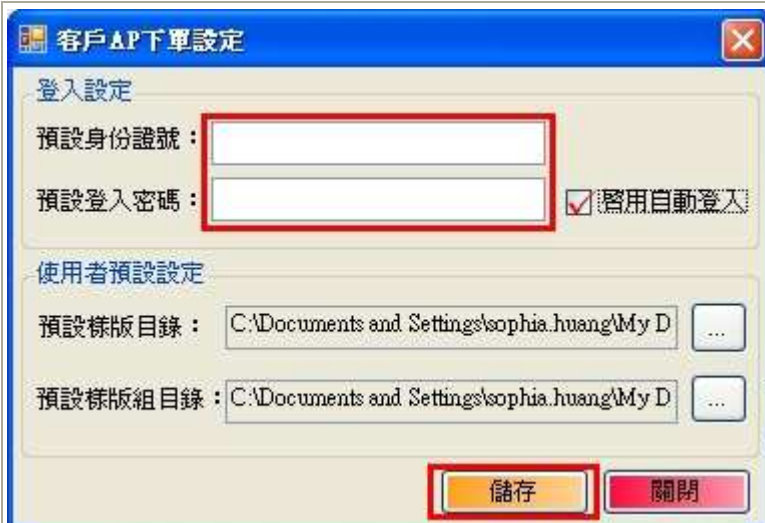 客戶AP下單設定
登入設定
預設身份證號：
預設登入密碼：
啓用自動登入
使用者預設設定
預設樣版目錄： C:\Documents and Settings\sophia.huang\My D ...
預設樣版組目錄： C:\Documents and Settings\sophia.huang\My D ...
儲存 關閉